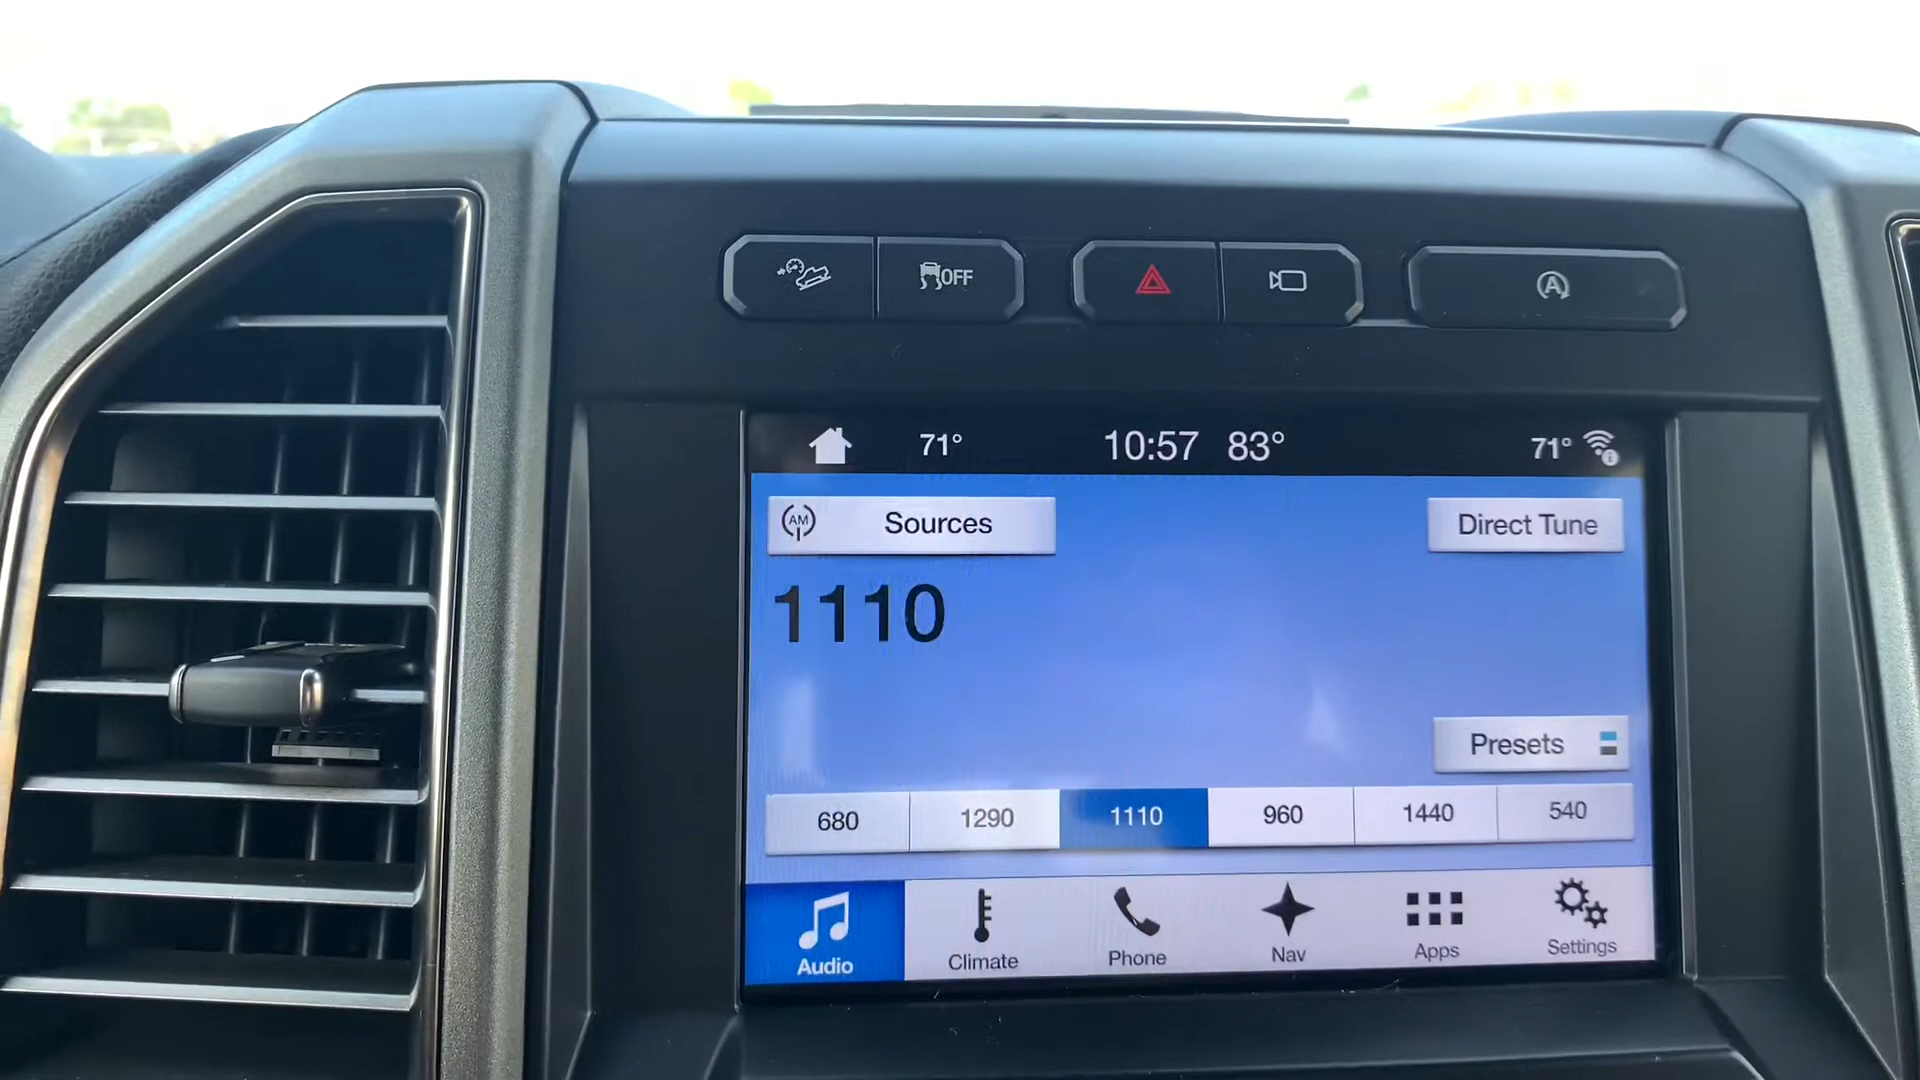 OFF
A
71° 10:57 83° 71°
AM Sources
Direct Tune
1110
Presets
680 1290 1110 960 1440 540
Audio Climate Phone Nav Apps Settings